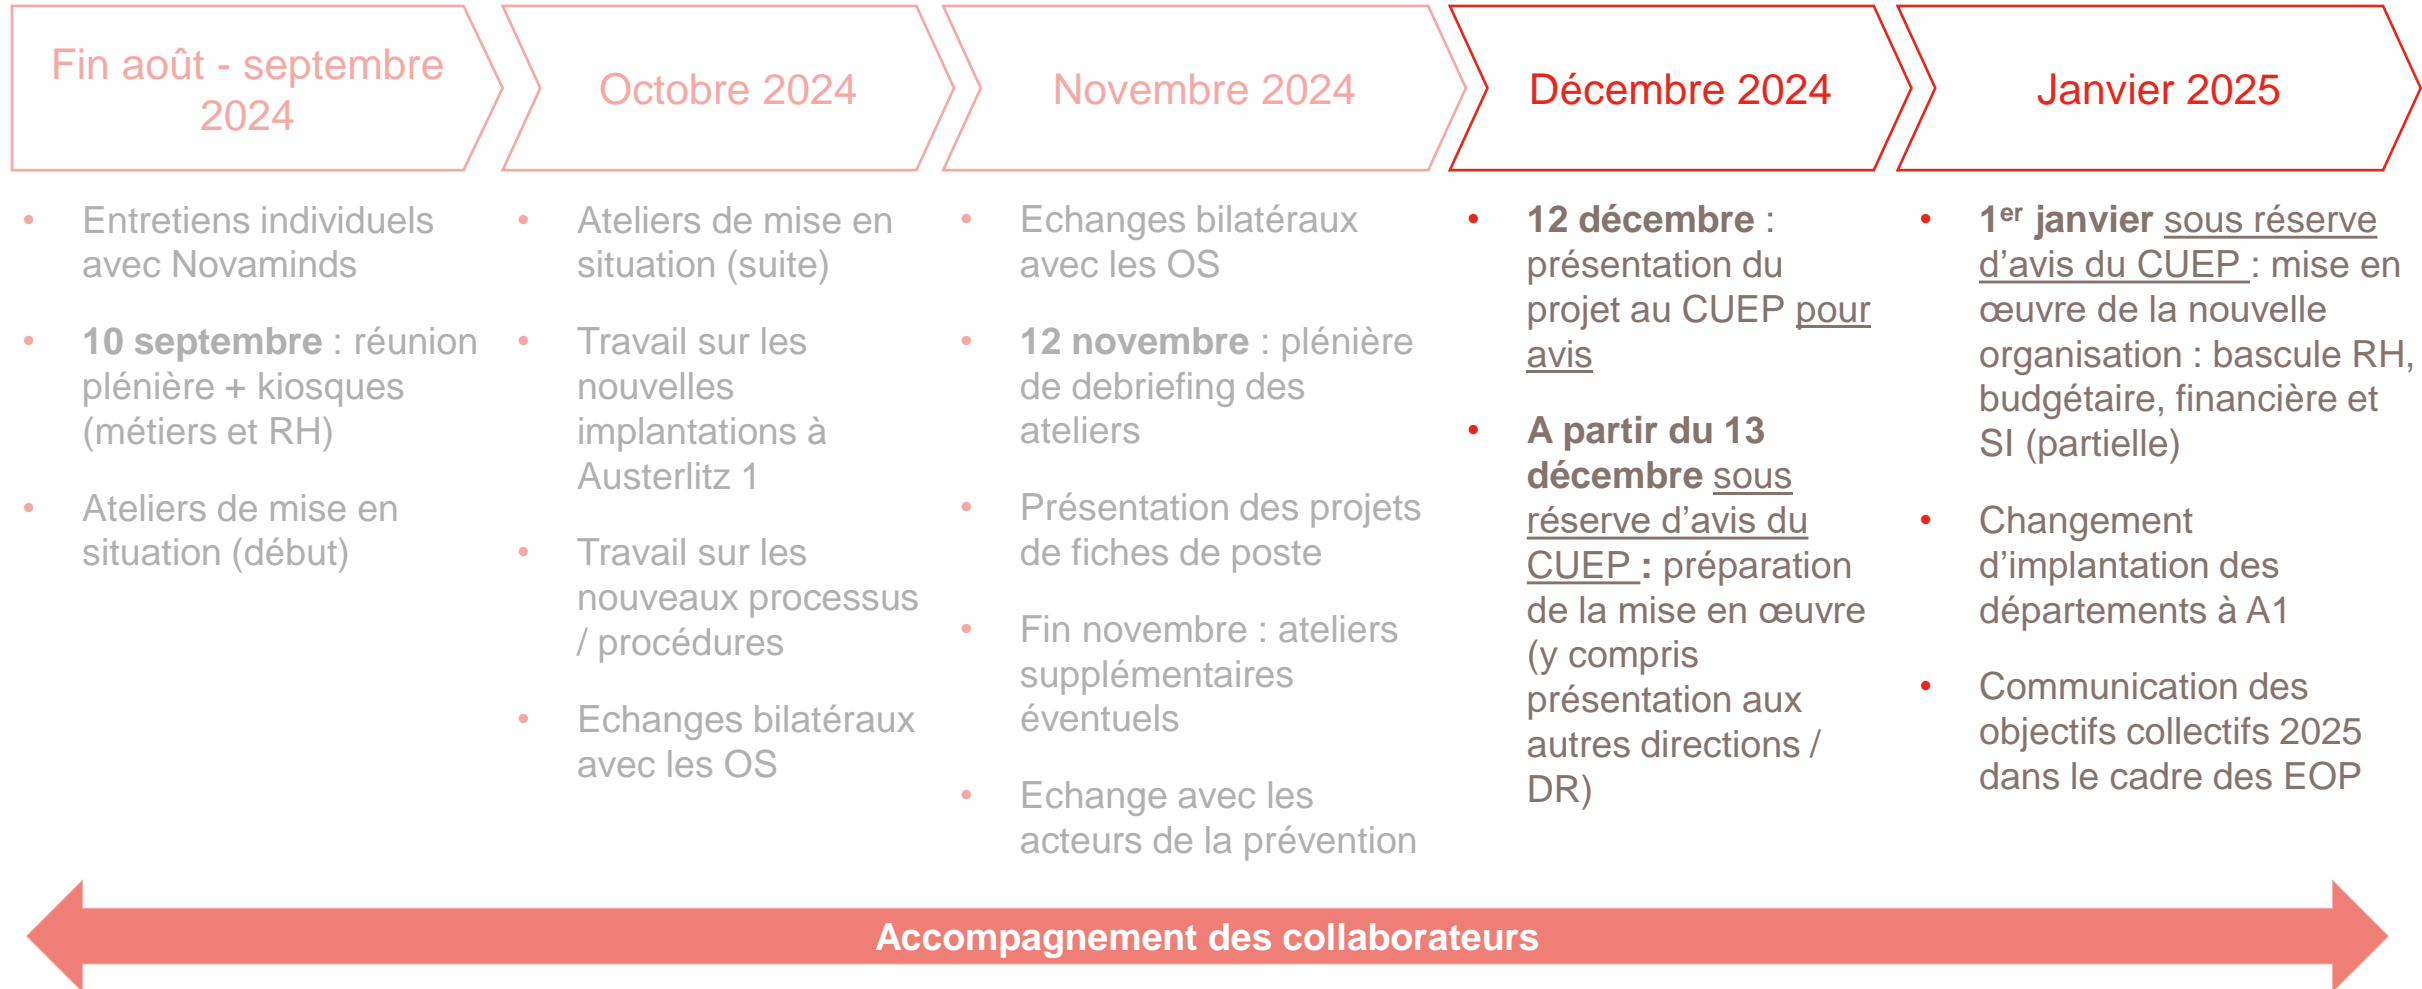 Fin août - septembre
2024
Octobre 2024
Novembre 2024
Décembre 2024
Janvier 2025
• Entretiens individuels
avec Novaminds
• 10 septembre : réunion
plénière + kiosques
(métiers et RH)
• Ateliers de mise en
situation (début)
• Ateliers de mise en
situation (suite)
• Travail sur les
nouvelles
implantations à
Austerlitz 1
• Travail sur les
nouveaux processus
/ procédures
• Echanges bilatéraux
avec les OS
• Echanges bilatéraux
avec les OS
• 12 novembre : plénière
de debriefing des
ateliers
• Présentation des projets
de fiches de poste
• Fin novembre : ateliers
supplémentaires
éventuels
• Echange avec les
acteurs de la prévention
• 12 décembre :
présentation du
projet au CUEP pour
avis
• A partir du 13
décembre sous
réserve d’avis du
CUEP : préparation
de la mise en œuvre
(y compris
présentation aux
autres directions /
DR)
• 1er janvier sous réserve
d’avis du CUEP : mise en
œuvre de la nouvelle
organisation : bascule RH,
budgétaire, financière et
SI (partielle)
• Changement
d’implantation des
départements à A1
• Communication des
objectifs collectifs 2025
dans le cadre des EOP
Accompagnement des collaborateurs